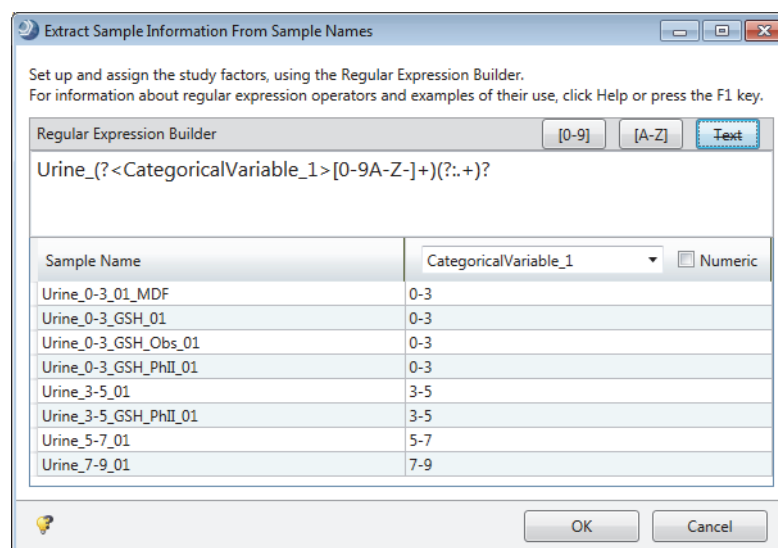 Extract Sample Information From Sample Names
Set up and assign the study factors, using the Regular Expression Builder.
For information about regular expression operators and examples of their use, click Help or press the F1 key.
Regular Expression Builder [0-9] [A-Z] Text
Urine_(?<CategoricalVariable_1>[0-9A-Z-]+)(?:.+)?
Sample Name CategoricalVariable_1 Numeric
Urine_0-3_01_MDF 0-3
Urine_0-3_GSH_01 0-3
Urine_0-3_GSH_Obs_01 0-3
Urine_0-3_GSH_PhII_01 0-3
Urine_3-5_01 3-5
Urine_3-5_GSH_PhII_01 3-5
Urine_5-7_01 5-7
Urine_7-9_01 7-9
OK Cancel